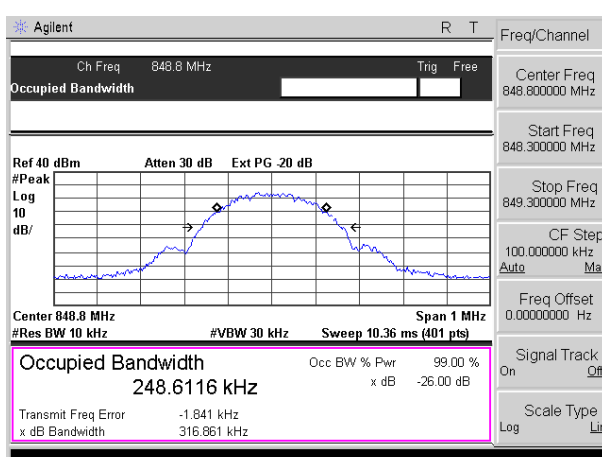 Agilent R T
Ch Freq 848.8 MHz Trig Free
Occupied Bandwidth
Ref 40 dBm Atten 30 dB Ext PG -20 dB
#Peak
Log
10
dB/
Center 848.8 MHz Span 1 MHz
#Res BW 10 kHz #VBW 30 kHz Sweep 10.36 ms (401 pts)
Occupied Bandwidth
248.6116 kHz
Occ BW % Pwr 99.00 %
x dB -26.00 dB
Transmit Freq Error -1.841 kHz
x dB Bandwidth 316.861 kHz
Freq/Channel
Center Freq
848.800000 MHz
Start Freq
848.300000 MHz
Stop Freq
849.300000 MHz
CF Step
100.000000 kHz
Auto Ma
Freq Offset
0.00000000 Hz
Signal Track
On Off
Scale Type
Log Lin